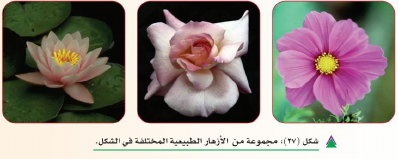 شكل (٢٧): مجموعة من الأزهار الطبيعية المختلفة في الشكل.